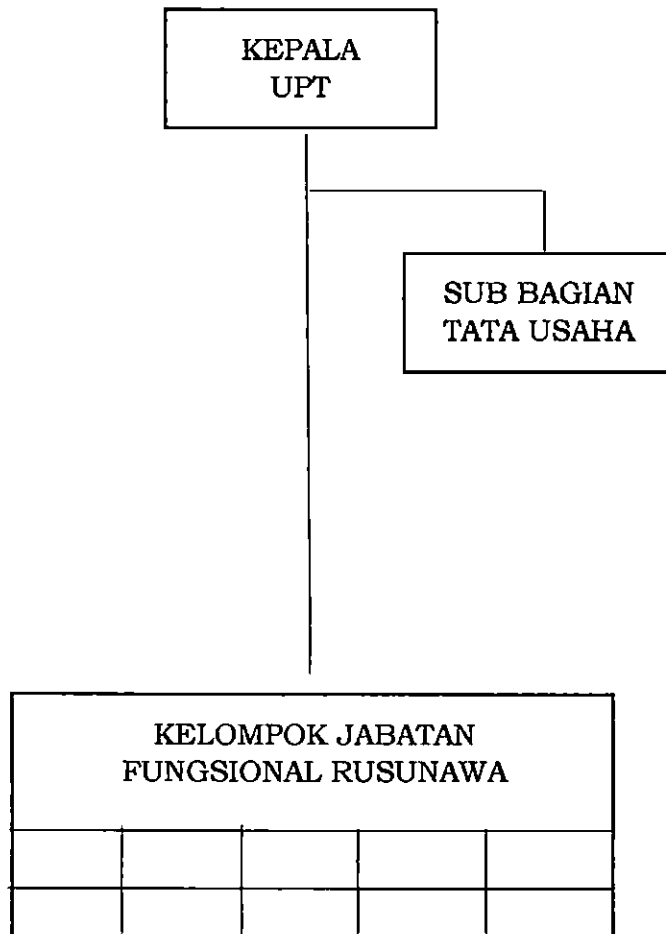 KEPALA
UPT
SUB BAGIAN
TATA USAHA
KELOMPOK JABATAN
FUNGSIONAL RUSUNAWA